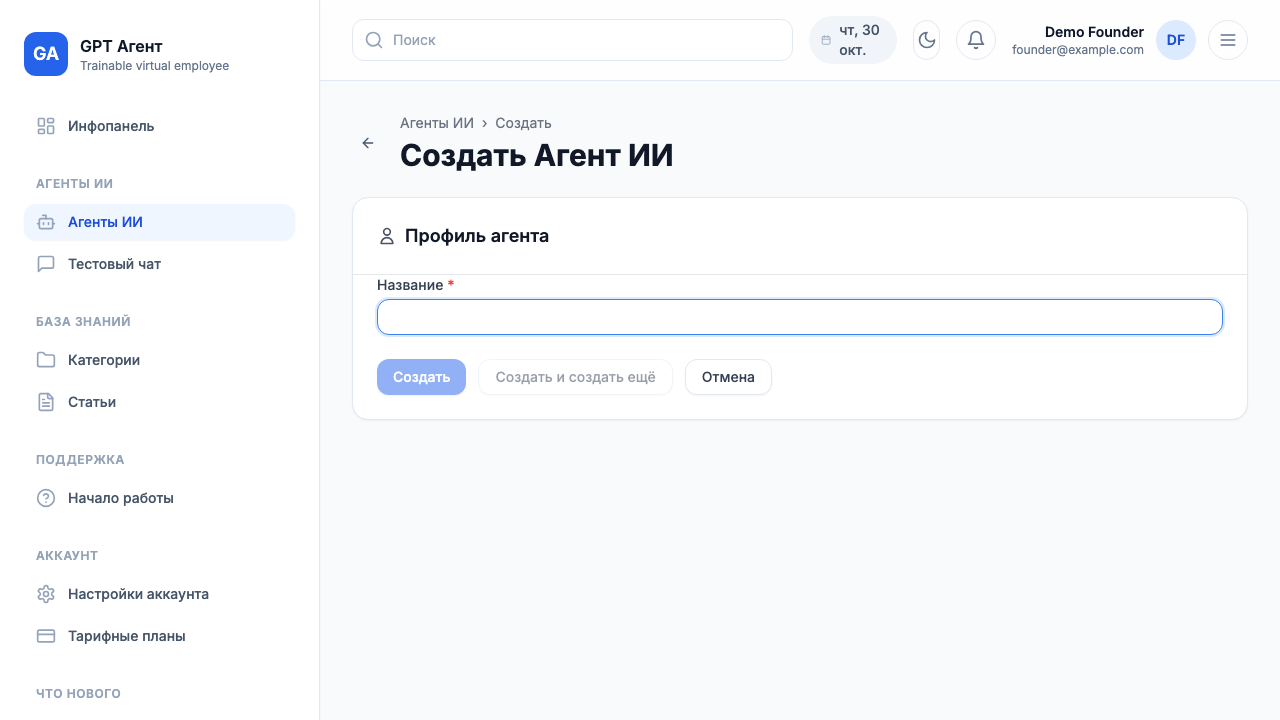 GA
GPT Агент
Trainable virtual employee
Инфопанель
АГЕНТЫ ИИ
Агенты ИИ
Тестовый чат
БАЗА ЗНАНИЙ
Категории
Статьи
ПОДДЕРЖКА
Начало работы
АККАУНТ
Настройки аккаунта
Тарифные планы
ЧТО НОВОГО
Поиск
чт, 30
окт.
Demo Founder
founder@example.com
DF
Агенты ИИ › Создать
Создать Агент ИИ
Профиль агента
Название *
Создать
Создать и создать ещё
Отмена